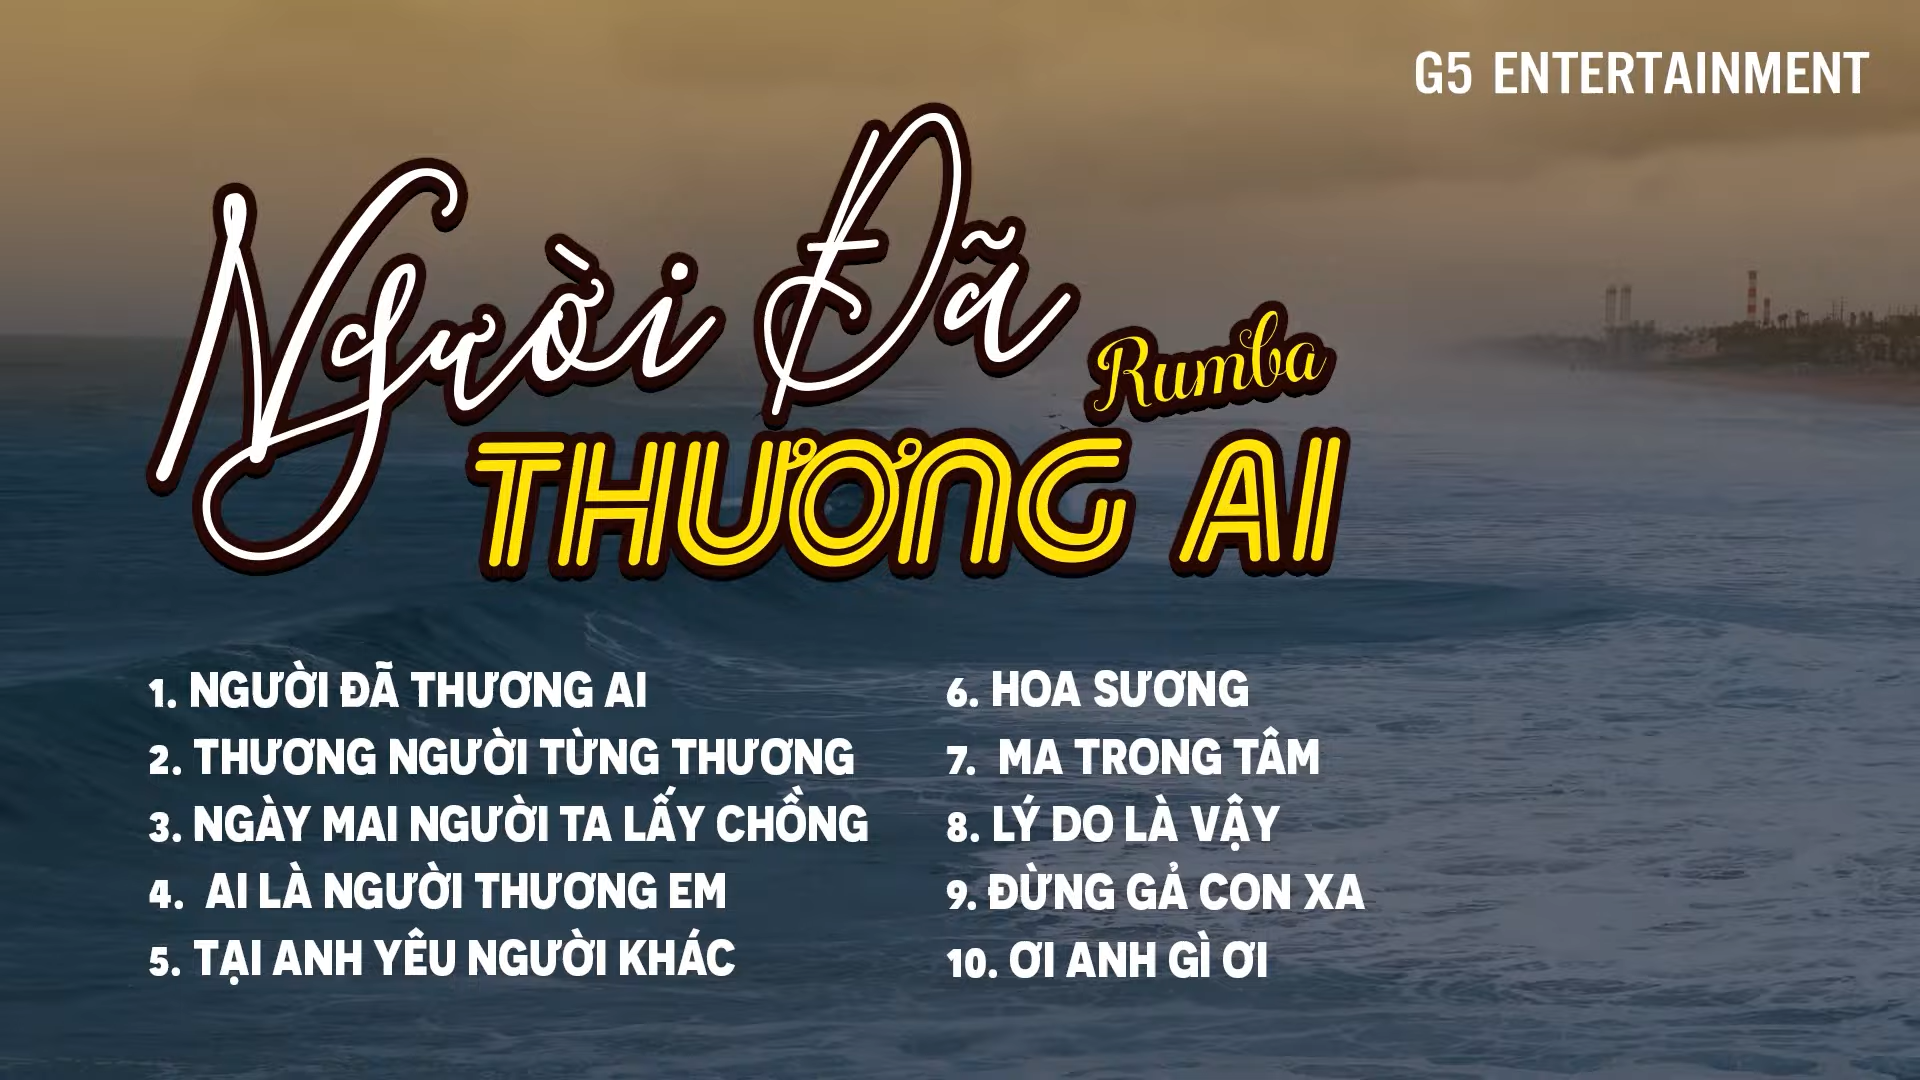 G5 ENTERTAINMENT
Người Đã
Rumba
THƯƠNG AI
1. NGƯỜI ĐÃ THƯƠNG AI
2. THƯƠNG NGƯỜI TỪNG THƯƠNG
3. NGÀY MAI NGƯỜI TA LẤY CHỒNG
4. AI LÀ NGƯỜI THƯƠNG EM
5. TẠI ANH YÊU NGƯỜI KHÁC
6. HOA SƯƠNG
7. MA TRONG TÂM
8. LÝ DO LÀ VẬY
9. ĐỪNG GẢ CON XA
10. ƠI ANH GÌ ƠI